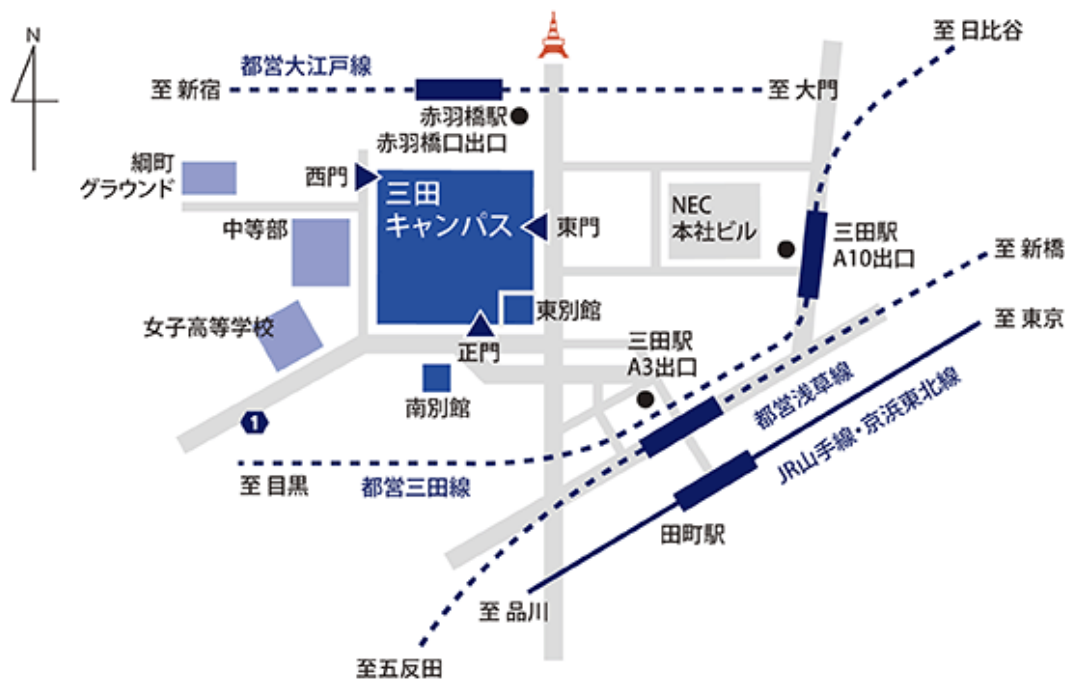 N
至 日比谷
都営大江戸線
至 新宿
至 大門
赤羽橋駅
赤羽橋口出口
綱町
グラウンド
西門
三田
キャンパス
東門
NEC
本社ビル
中等部
三田駅
A10出口
至 新橋
女子高等学校
東別館
至 東京
正門
三田駅
A3出口
南別館
1
都営浅草線
JR山手線・京浜東北線
至 目黒
都営三田線
田町駅
至 品川
至五反田